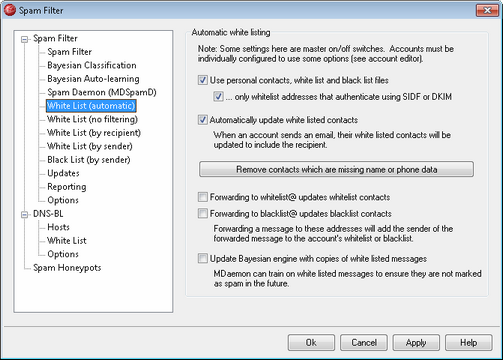 Spam Filter
Spam Filter
Spam Filter
Bayesian Classification
Bayesian Auto-learning
Spam Daemon (MDSpamD)
White List (automatic)
White List (no filtering)
White List (by recipient)
White List (by sender)
Black List (by sender)
Updates
Reporting
Options
DNS-BL
Hosts
White List
Options
Spam Honeypots
Automatic white listing
Note: Some settings here are master on/off switches. Accounts must be
individually configured to use some options (see account editor).
Use personal contacts, white list and black list files
... only whitelist addresses that authenticate using SIDF or DKIM
Automatically update white listed contacts
When an account sends an email, their white listed contacts will be
updated to include the recipient.
Remove contacts which are missing name or phone data
Forwarding to whitelist@ updates whitelist contacts
Forwarding to blacklist@ updates blacklist contacts
Forwarding a message to these addresses will add the sender of the
forwarded message to the account's whitelist or blacklist.
Update Bayesian engine with copies of white listed messages
MDaemon can train on white listed messages to ensure they are not marked
as spam in the future.
Ok
Cancel
Apply
Help